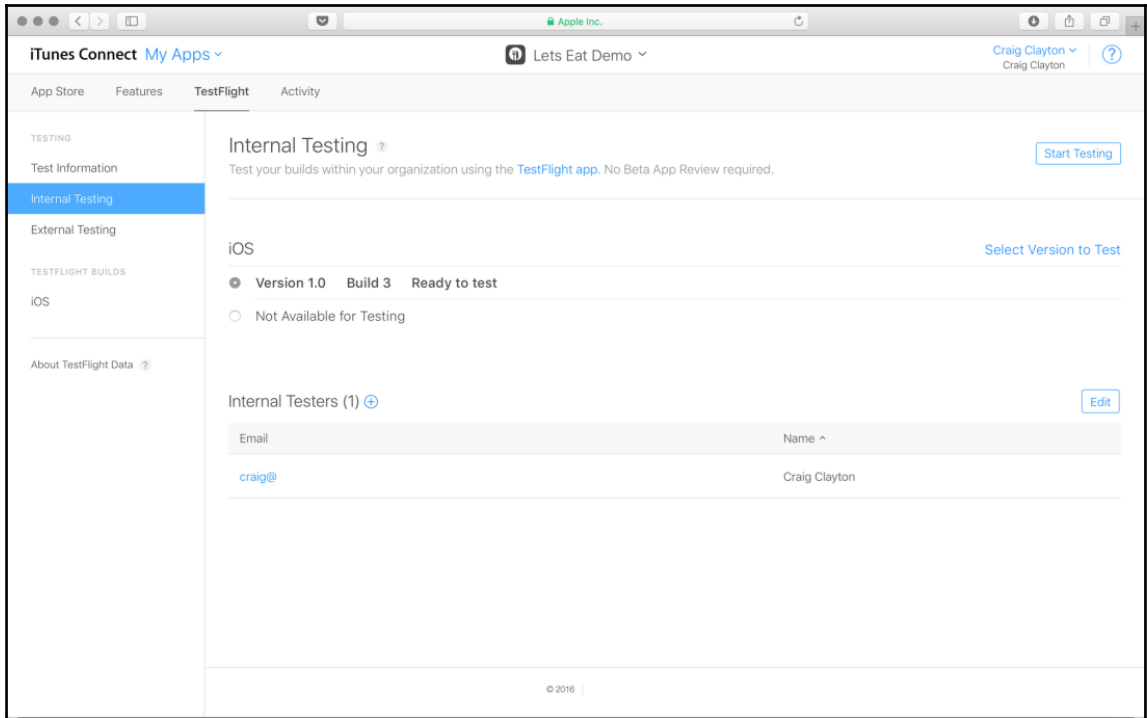 Apple Inc.
iTunes Connect My Apps
Lets Eat Demo
Craig Clayton
Craig Clayton
?
App Store Features TestFlight Activity
TESTING
Test Information
Internal Testing
External Testing
TESTFLIGHT BUILDS
iOS
About TestFlight Data ?
Internal Testing ?
Start Testing
Test your builds within your organization using the TestFlight app. No Beta App Review required.
iOS
Select Version to Test
Version 1.0 Build 3 Ready to test
Not Available for Testing
Internal Testers (1)
Edit
Email Name
craig@ Craig Clayton
© 2016